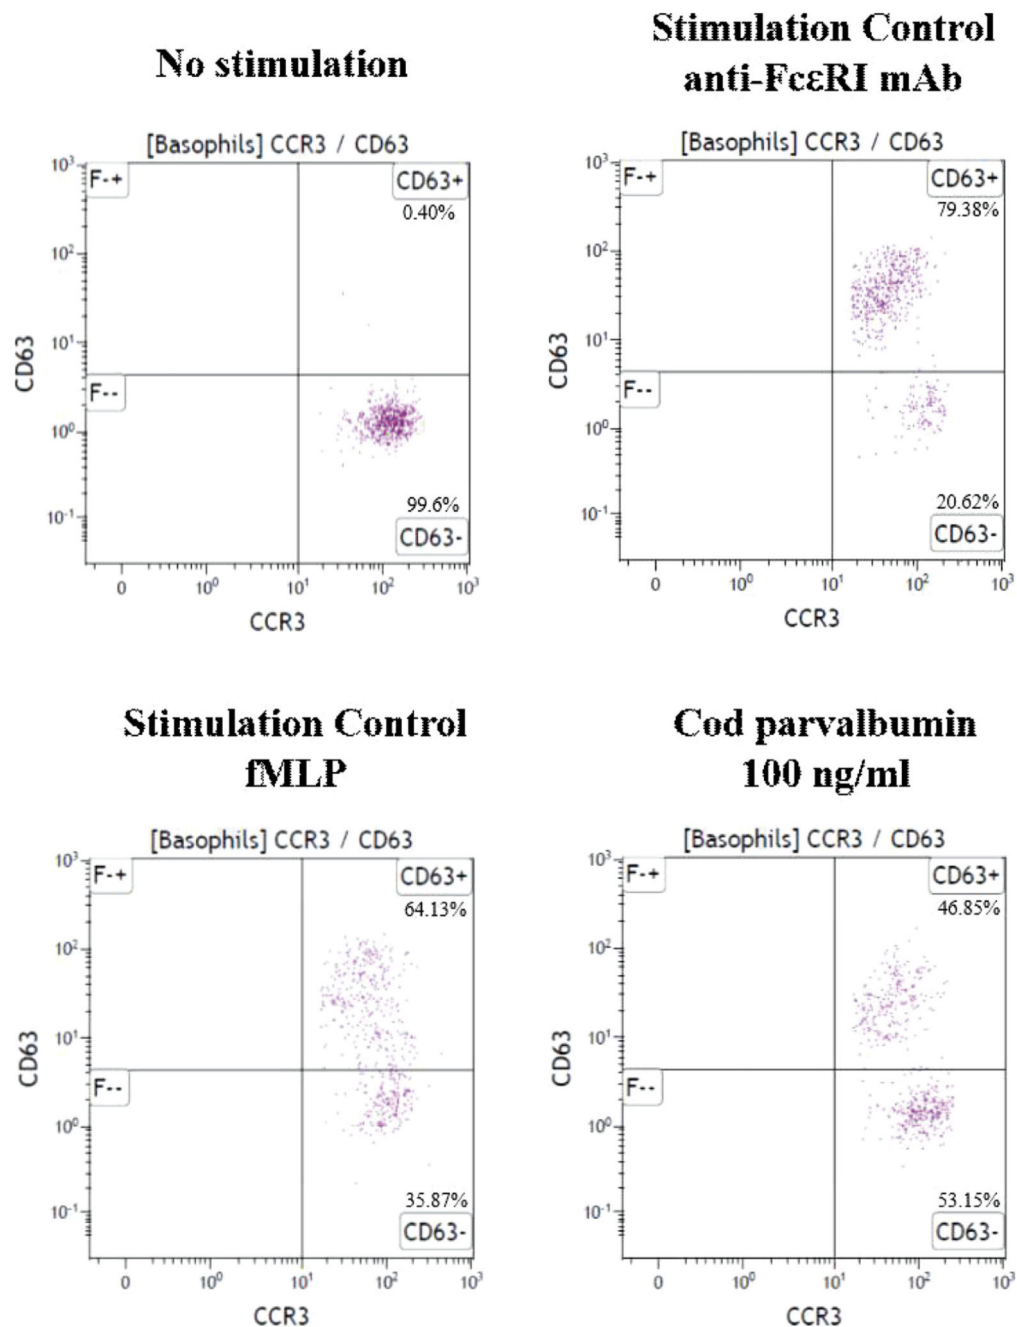 No stimulation
[Basophils] CCR3 / CD63
10³
F-+
CD63+
0.40%
10²
10¹
CD63
F--
10⁰
99.6%
10⁻¹
CD63-
0
10⁰
10¹
10²
10³
CCR3
Stimulation Control
anti-FcεRI mAb
[Basophils] CCR3 / CD63
10³
F-+
CD63+
79.38%
10²
10¹
CD63
F--
10⁰
20.62%
10⁻¹
CD63-
0
10⁰
10¹
10²
10³
CCR3
Stimulation Control
fMLP
[Basophils] CCR3 / CD63
10³
F-+
CD63+
64.13%
10²
10¹
CD63
F--
10⁰
35.87%
10⁻¹
CD63-
0
10⁰
10¹
10²
10³
CCR3
Cod parvalbumin
100 ng/ml
[Basophils] CCR3 / CD63
10³
F-+
CD63+
46.85%
10²
10¹
CD63
F--
10⁰
53.15%
10⁻¹
CD63-
0
10⁰
10¹
10²
10³
CCR3